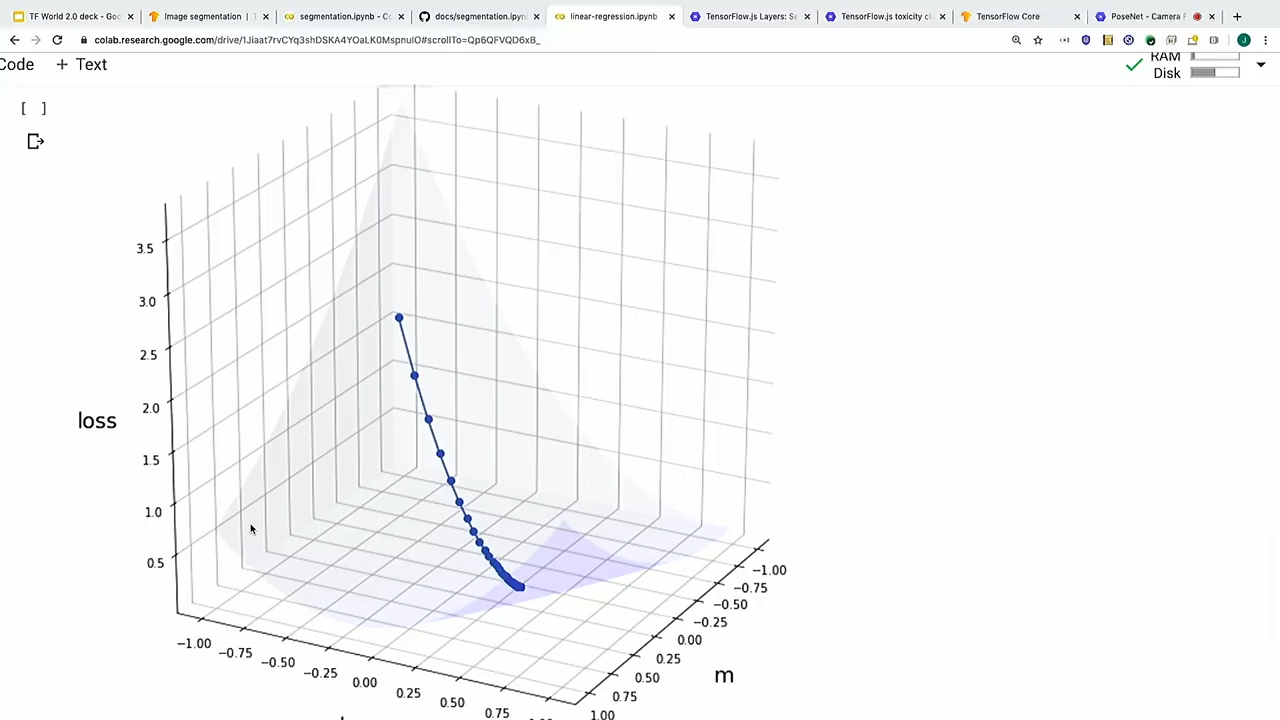 TF World 2.0 deck - Goo
Image segmentation | T
segmentation.ipynb - Co
docs/segmentation.ipyn
linear-regression.ipynb
TensorFlow.js Layers: Se
TensorFlow.js toxicity cl
TensorFlow Core
PoseNet - Camera F
colab.research.google.com/drive/1Jiaat7rvCYq3shDSKA4YOaLK0MspnuIO#scrollTo=Qp6QFVQD6xB_
J
Code + Text
RAM
Disk
[ ]
3.5
3.0
2.5
2.0
1.5
1.0
0.5
loss
−1.00
−0.75
−0.50
−0.25
0.00
0.25
0.50
0.75
−1.00
−0.75
−0.50
−0.25
0.00
0.25
0.50
0.75
1.00
m